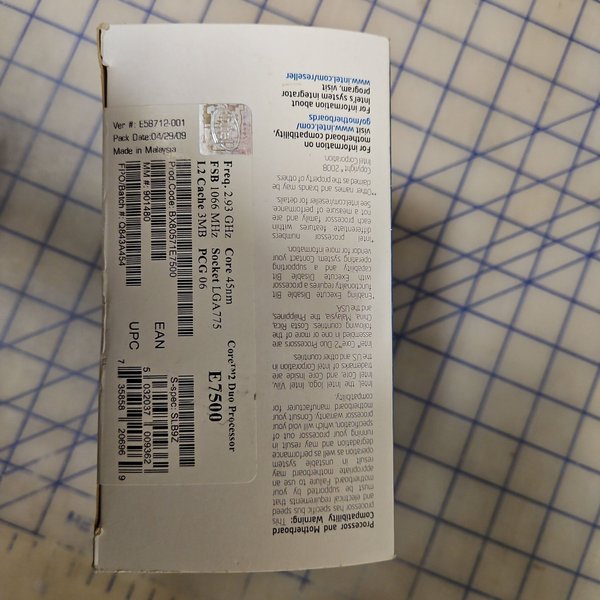 Ver #: E58712-001
Pack Date:04/29/09
Made in Malaysia
Prod Code: BX80571E7500
MM #: 901480
FPO/Batch #: Q843A454
Freq. 2.93 GHz Core 45nm
FSB 1066 MHz Socket LGA775
L2 Cache 3MB PCG 06
Core™2 Duo Processor
E7500
S-spec: SLB9Z
EAN
5 032037 009362
UPC
7 35858 20696 9
Processor and Motherboard
Compatibility Warning: This
processor has specific bus speed
and electrical requirements that
must be supported by your
motherboard. Failure to use an
appropriate motherboard may result
in unstable system
operation as well as performance
degradation and may result in
running your processor out of
specification which will void your
processor warranty. Consult your
motherboard manufacturer for
compatibility.
Intel, the Intel logo, Intel Viiv,
Intel Core, and Core Inside are
trademarks of Intel Corporation in
the US and other countries.
Intel® Core™2 Duo processors are
assembled in one or more of the
following countries: Costa Rica,
China, Malaysia, the Philippines,
and the USA
*Enabling Execute Disable Bit
functionality requires a processor
with Execute Disable Bit
capability and a supporting
operating system. Contact your
vendor for more information.
Intel processor numbers
differentiate features within
processor family and are
not a measure of performance.
See intel.com/reseller for details.
**Other names and brands may be
claimed as the property of others.
Copyright © 2008
Intel Corporation
For information on
motherboard compatibility,
visit www.intel.com/
go/motherboards
For information about
Intel's system integrator
program, visit
www.intel.com/reseller